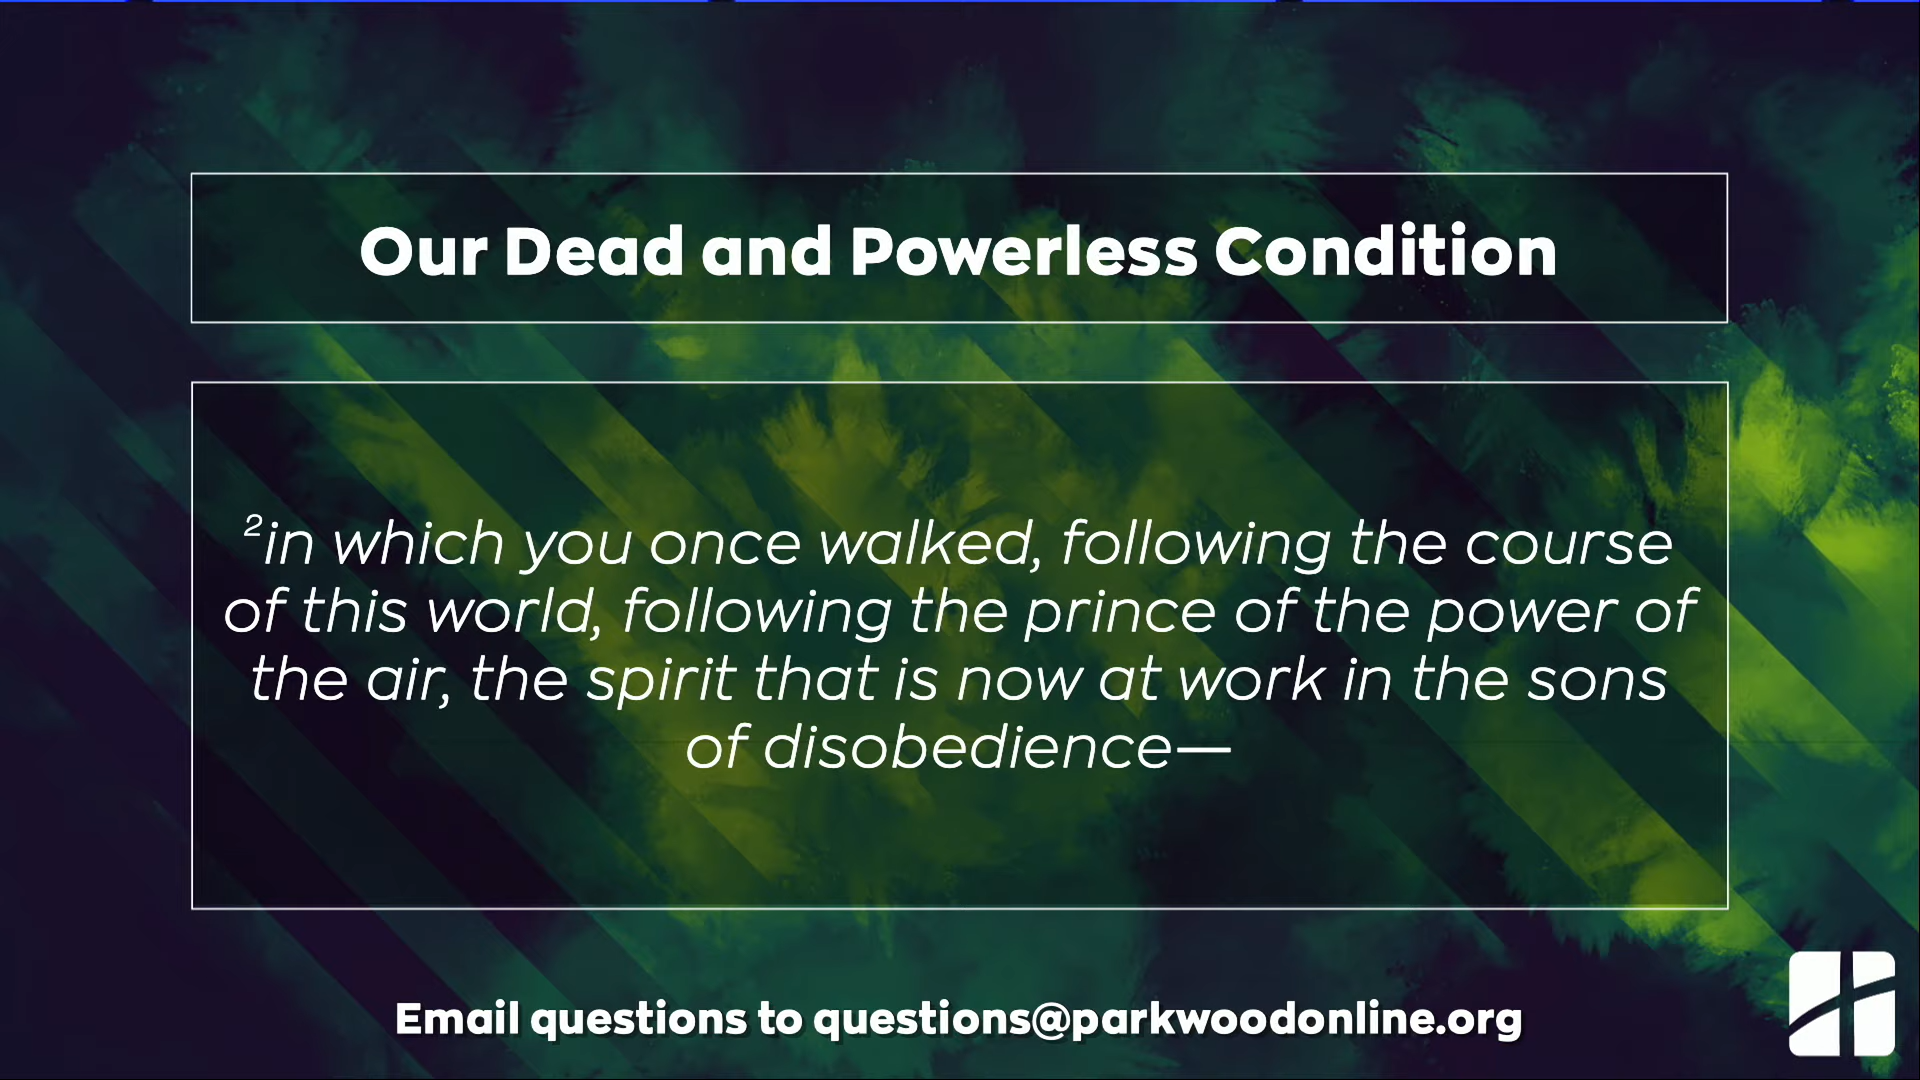 Our Dead and Powerless Condition
²in which you once walked, following the course
of this world, following the prince of the power of
the air, the spirit that is now at work in the sons
of disobedience—
Email questions to questions@parkwoodonline.org